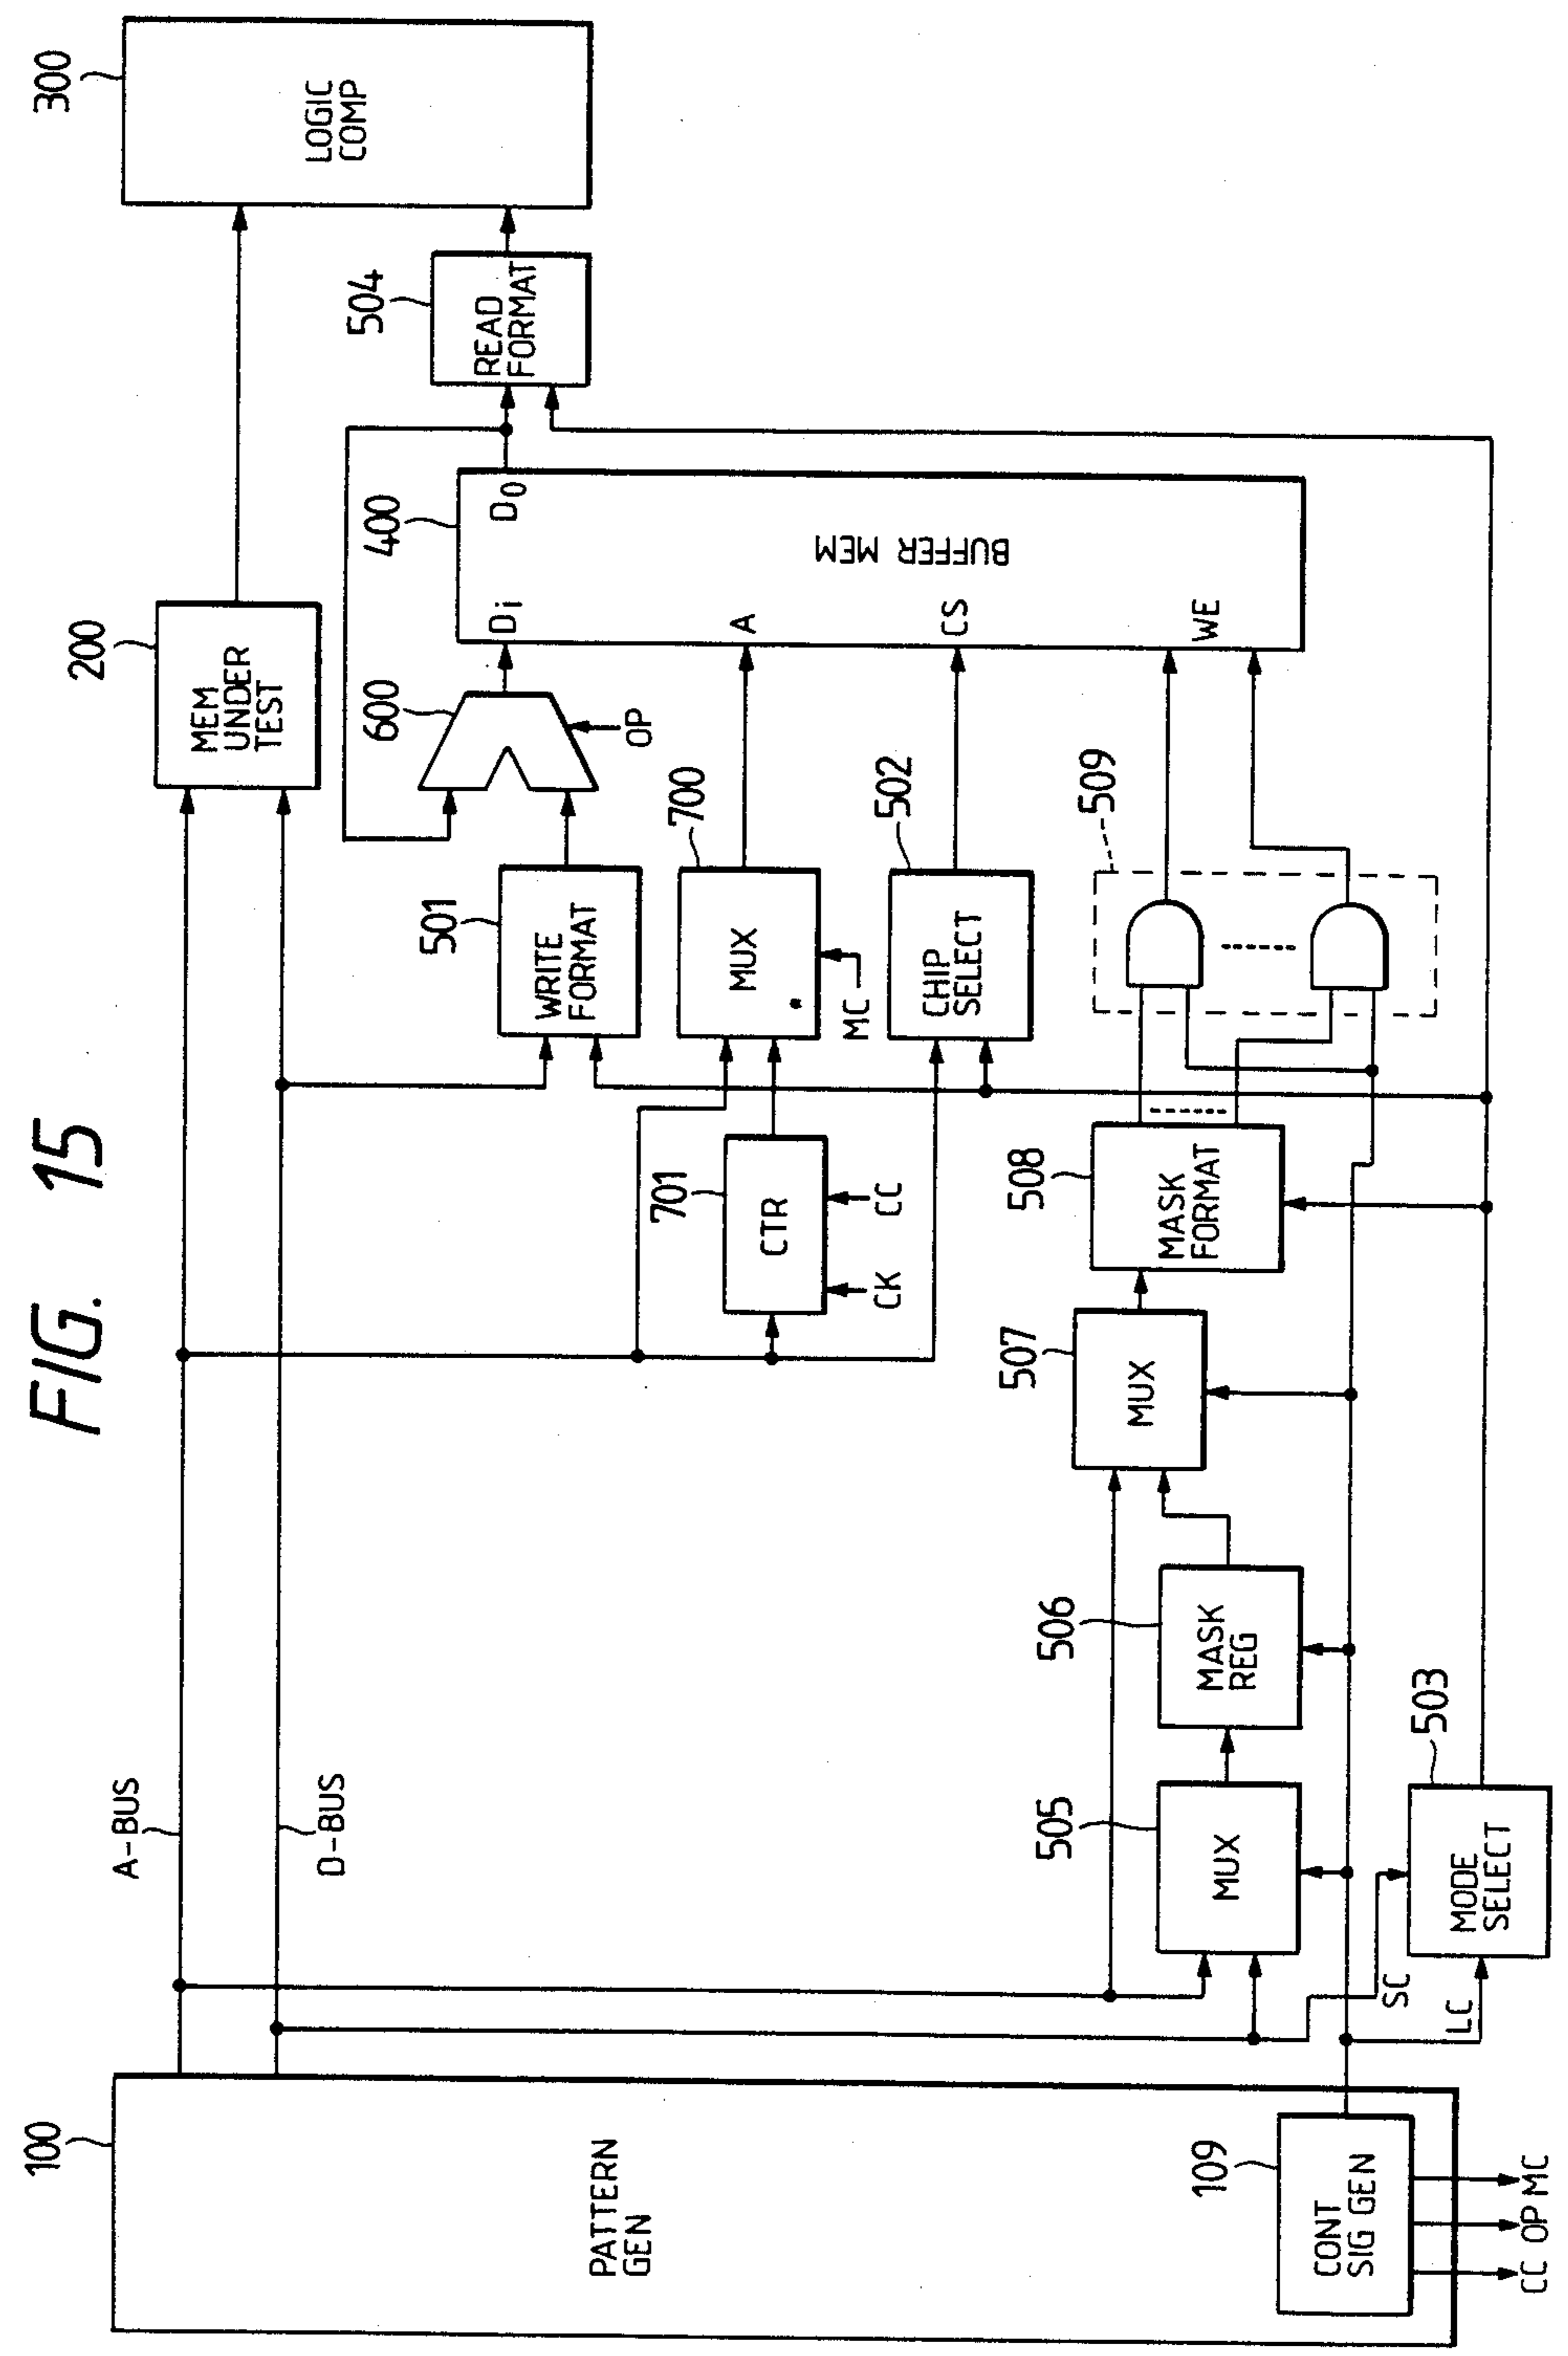 FIG. 15
100
PATTERN
GEN
109
CONT
SIG GEN
CC
OP
MC
A-BUS
D-BUS
SC
LC
503
MODE
SELECT
505
MUX
506
MASK
REG
507
MUX
508
MASK
FORMAT
509
701
CTR
CK
CC
501
WRITE
FORMAT
700
MUX
MC
502
CHIP
SELECT
200
MEM
UNDER
TEST
600
OP
400
Di
DO
A
CS
WE
BUFFER MEM
504
READ
FORMAT
300
LOGIC
COMP